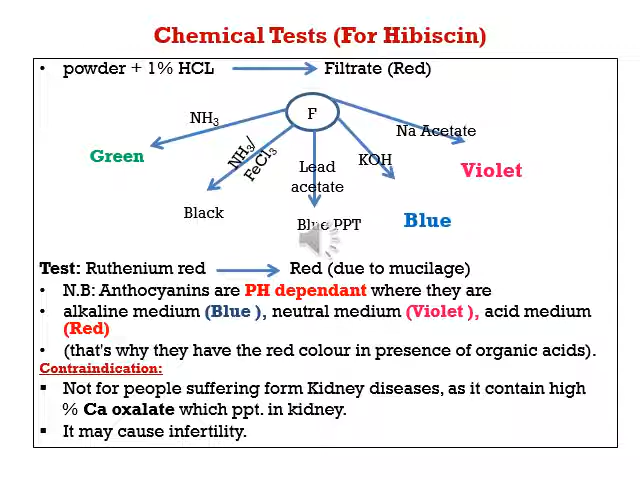 Chemical Tests (For Hibiscin)
• powder + 1% HCL Filtrate (Red)
F
NH3
Na Acetate
NH3/
FeCl3
Lead
acetate
KOH
Green
Violet
Black
Blue PPT
Blue
Test: Ruthenium red Red (due to mucilage)
• N.B: Anthocyanins are PH dependant where they are
• alkaline medium (Blue ), neutral medium (Violet ), acid medium
(Red)
• (that's why they have the red colour in presence of organic acids).
Contraindication:
▪ Not for people suffering form Kidney diseases, as it contain high
% Ca oxalate which ppt. in kidney.
▪ It may cause infertility.